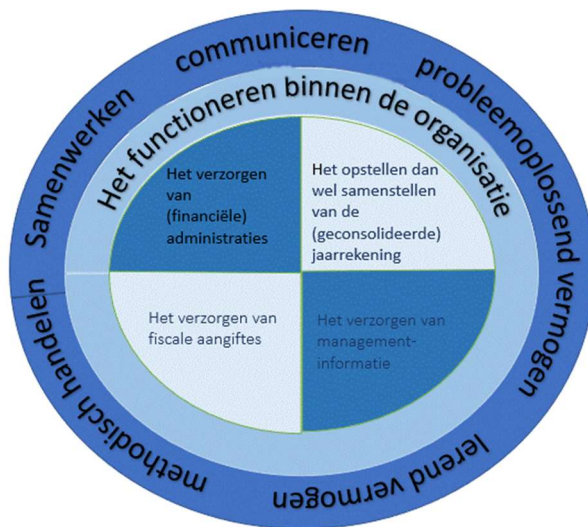 Samenwerken
communiceren
probleemoplossend vermogen
lerend vermogen
methodisch handelen
Het functioneren binnen de organisatie
Het verzorgen
van
(financiële)
administraties
Het opstellen dan
wel samenstellen
van de
(geconsolideerde)
jaarrekening
Het verzorgen van
fiscale aangiftes
Het verzorgen van
management-
informatie